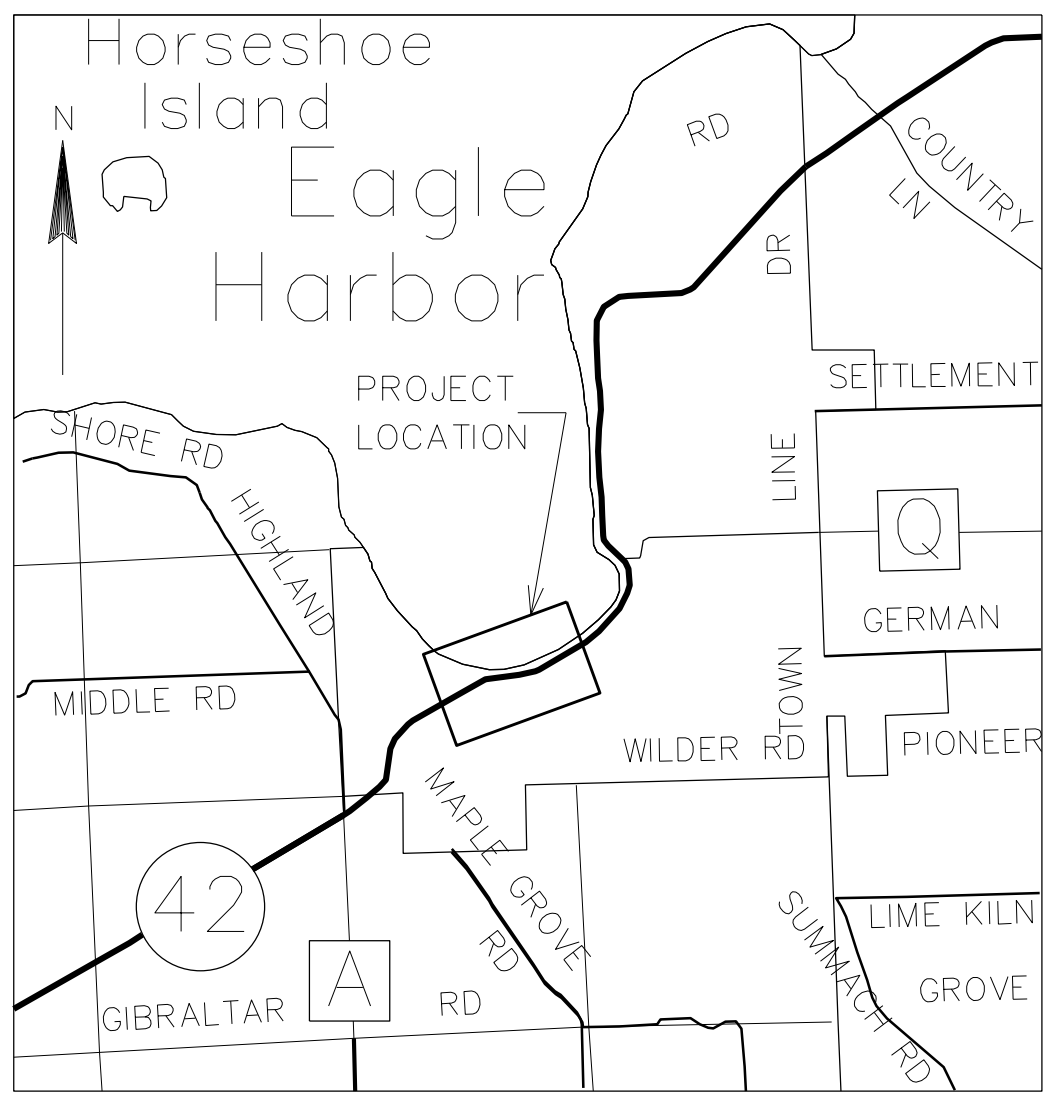 Horseshoe
Island
N
Eagle
Harbor
RD
COUNTRY
LN
DR
PROJECT
LOCATION
SETTLEMENT
SHORE RD
HIGHLAND
LINE
Q
GERMAN
TOWN
MIDDLE RD
WILDER RD
PIONEER
MAPLE GROVE
RD
42
A
GIBRALTAR
RD
SUMMACH RD
LIME KILN
GROVE